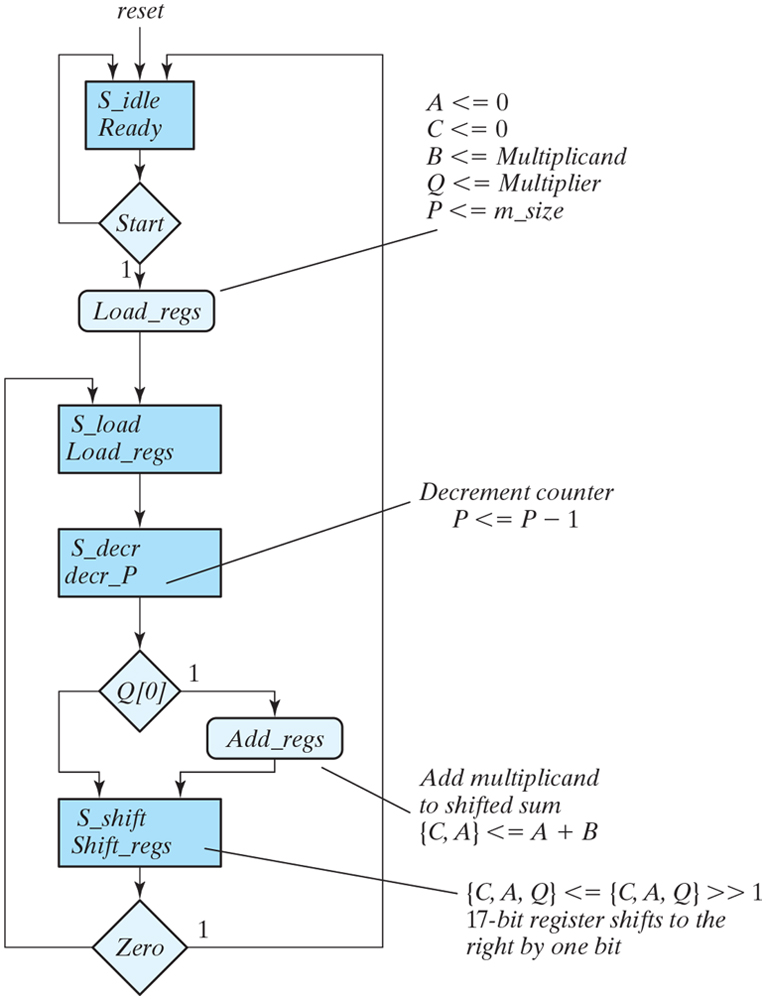 reset
S_idle
Ready
Start
1
Load_regs
A <= 0
C <= 0
B <= Multiplicand
Q <= Multiplier
P <= m_size
S_load
Load_regs
S_decr
decr_P
Decrement counter
P <= P − 1
Q[0]
1
Add_regs
Add multiplicand
to shifted sum
{C, A} <= A + B
S_shift
Shift_regs
{C, A, Q} <= {C, A, Q} >> 1
17-bit register shifts to the
right by one bit
Zero
1